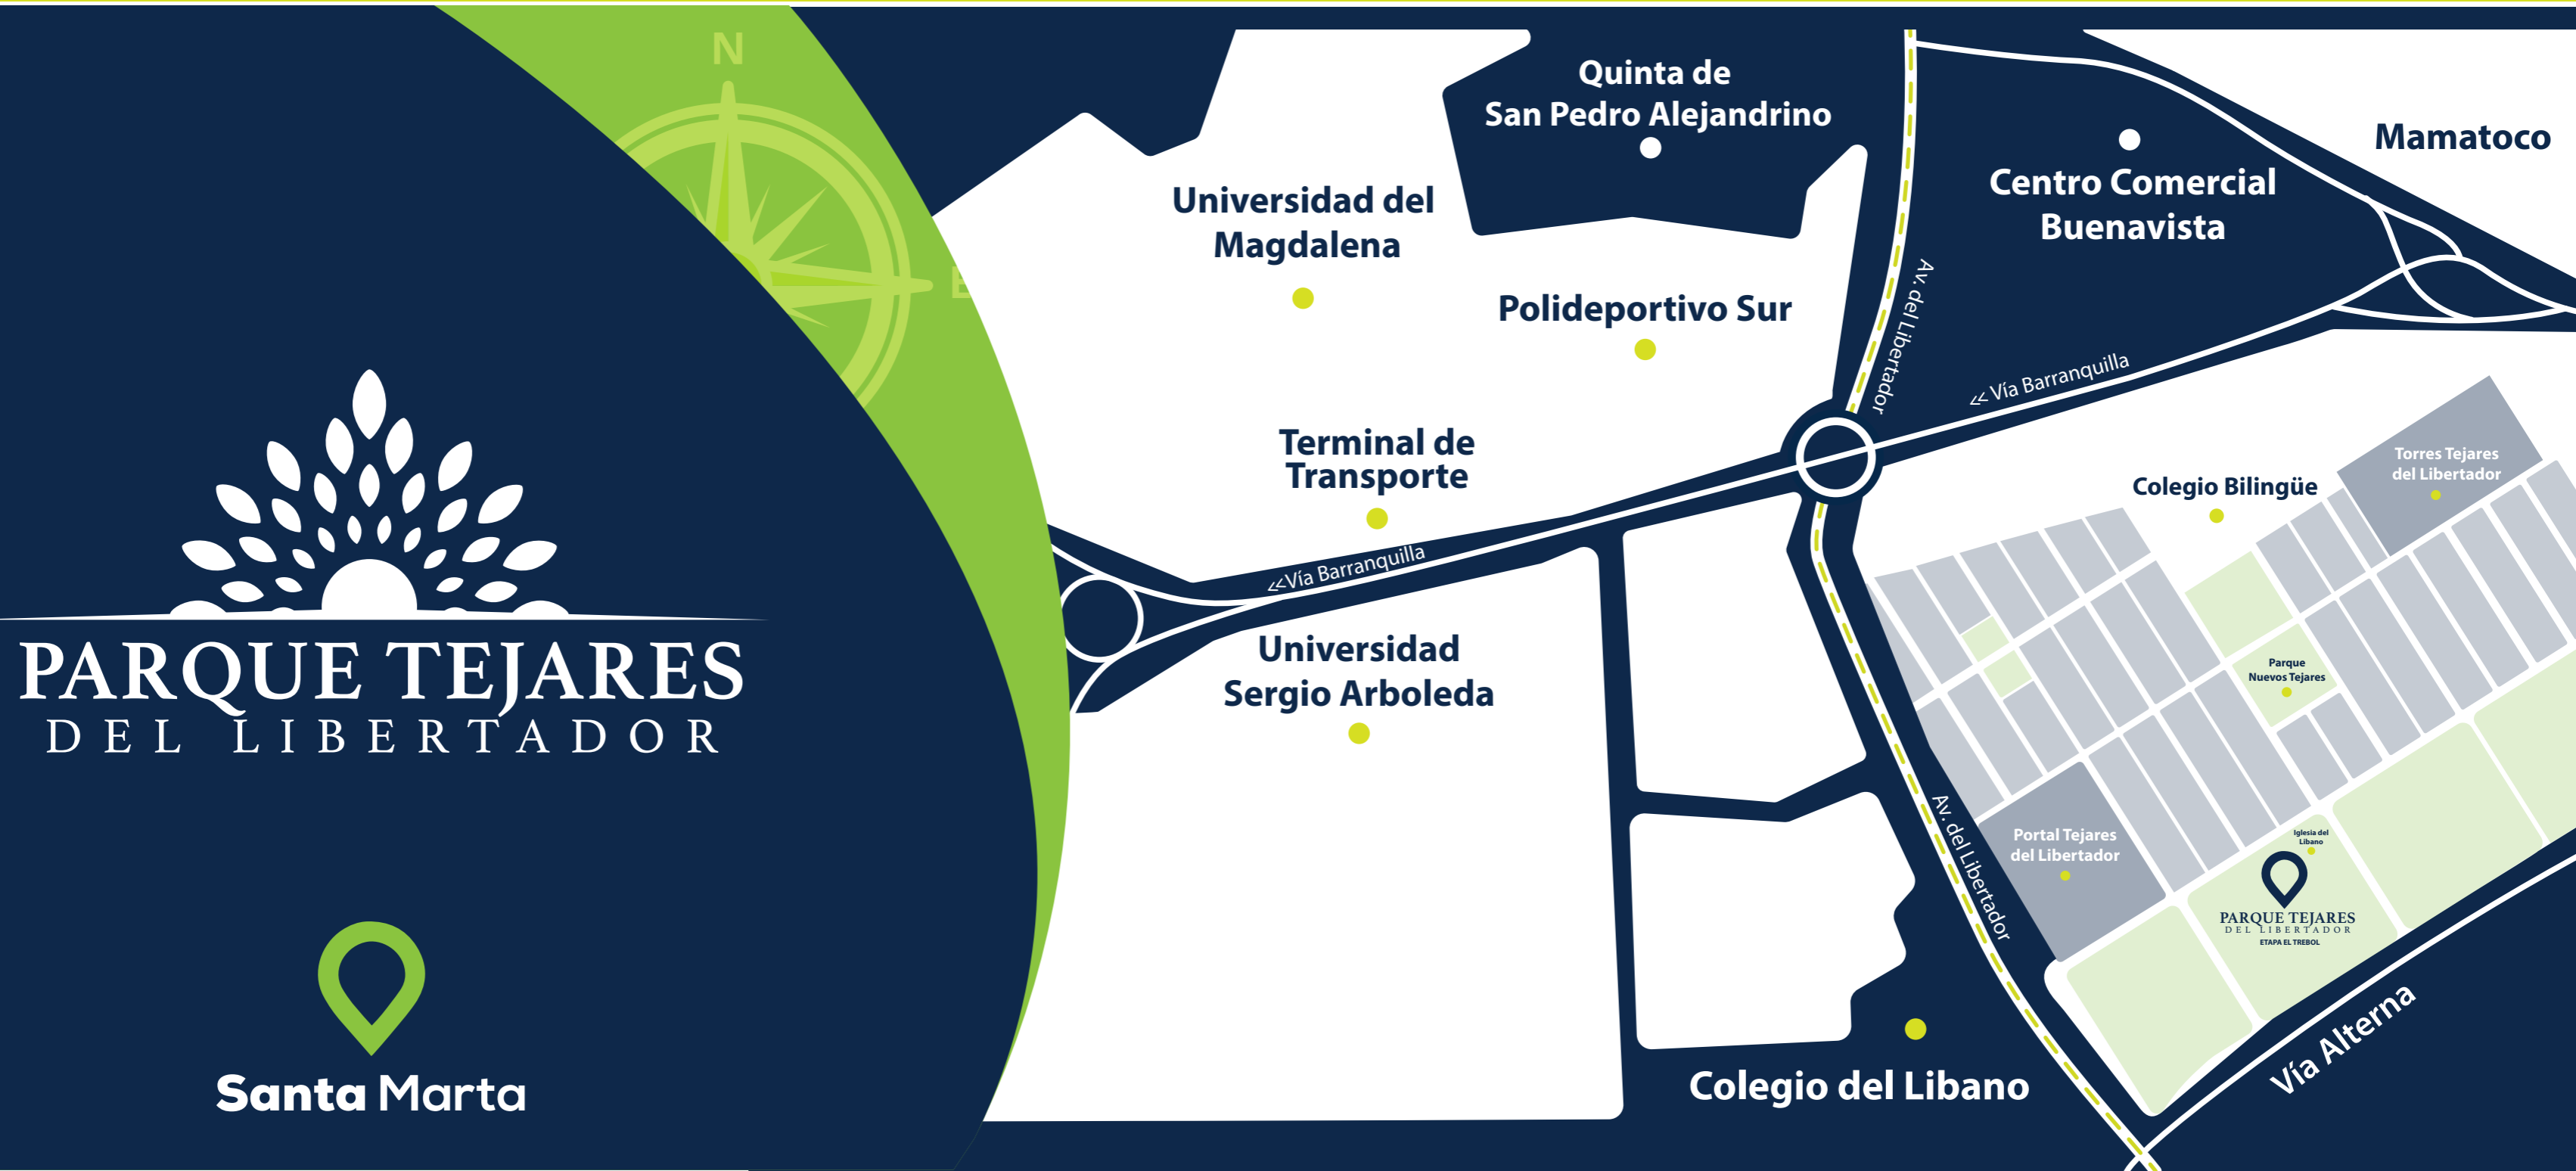 N
E
PARQUE TEJARES
DEL LIBERTADOR
Santa Marta
Quinta de
San Pedro Alejandrino
Mamatoco
Centro Comercial
Buenavista
Universidad del
Magdalena
Polideportivo Sur
Av. del Libertador
<< Vía Barranquilla
Terminal de
Transporte
<<Vía Barranquilla
Universidad
Sergio Arboleda
Colegio Bilingüe
Torres Tejares
del Libertador
Parque
Nuevos Tejares
Av. del Libertador
Portal Tejares
del Libertador
Iglesia del
Libano
PARQUE TEJARES
DEL LIBERTADOR
ETAPA EL TREBOL
Vía Alterna
Colegio del Libano